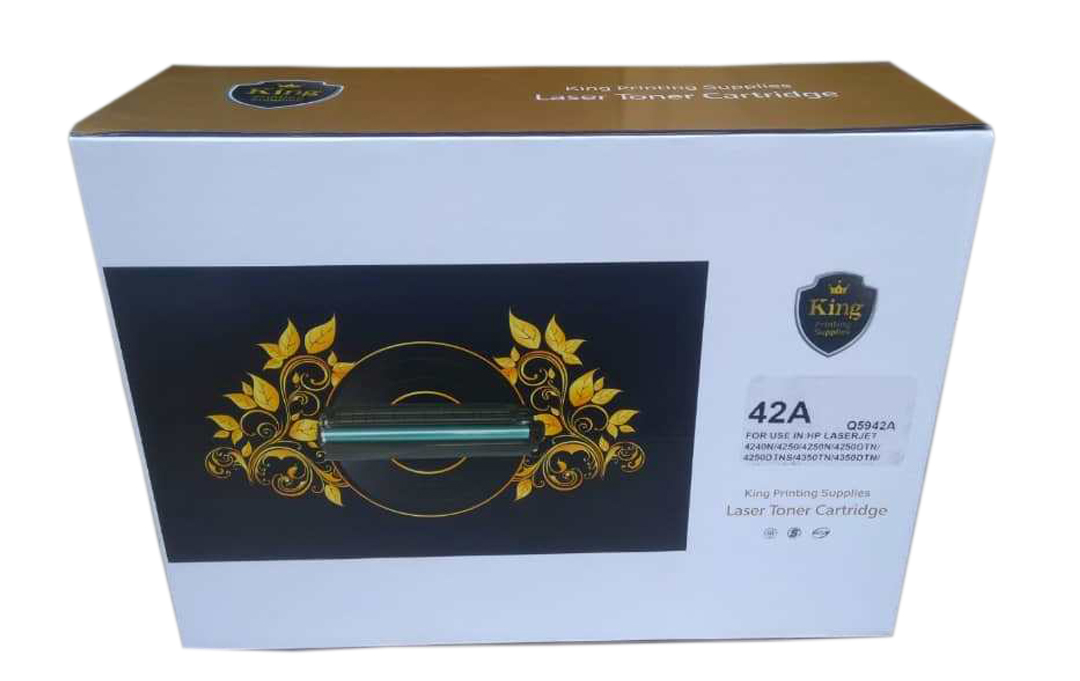 King
Printing
Supplies
King Printing Supplies
Laser Toner Cartridge
King
Printing
Supplies
42A
Q5942A
FOR USE IN:HP LASERJET
4240N/4250/4250N/4250DTN/
4250DTNS/4350TN/4350DTN/
King Printing Supplies
Laser Toner Cartridge